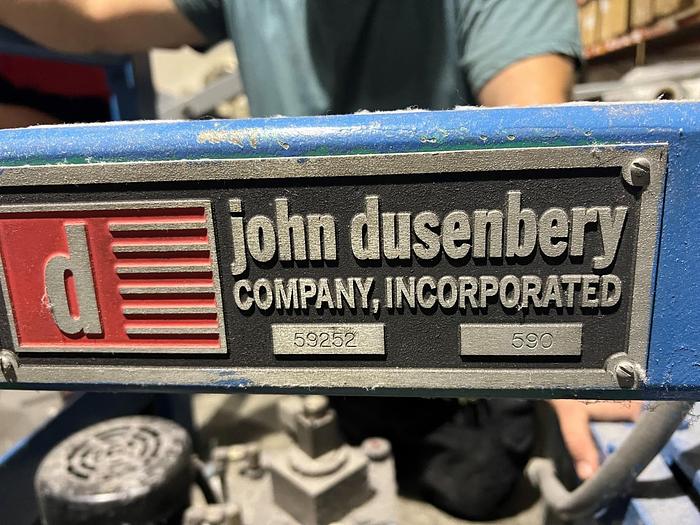 d
john dusenbery
COMPANY, INCORPORATED
59252 590